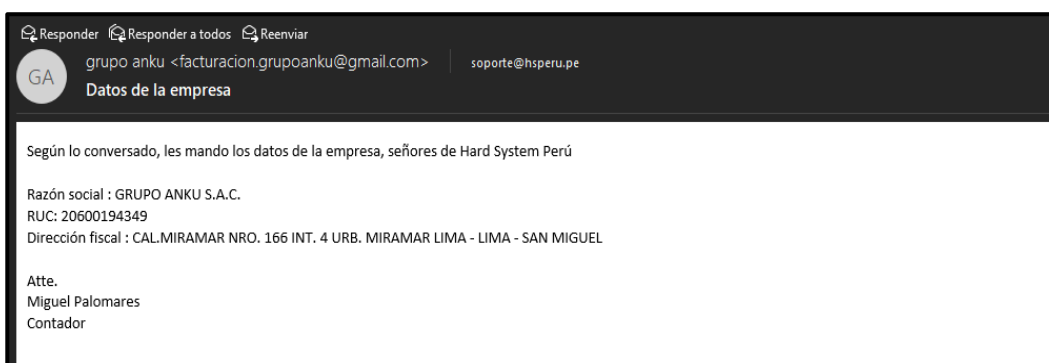 Responder Responder a todos Reenviar
GA
grupo anku <facturacion.grupoanku@gmail.com> soporte@hsperu.pe
Datos de la empresa
Según lo conversado, les mando los datos de la empresa, señores de Hard System Perú
Razón social : GRUPO ANKU S.A.C.
RUC: 20600194349
Dirección fiscal : CAL.MIRAMAR NRO. 166 INT. 4 URB. MIRAMAR LIMA - LIMA - SAN MIGUEL
Atte.
Miguel Palomares
Contador